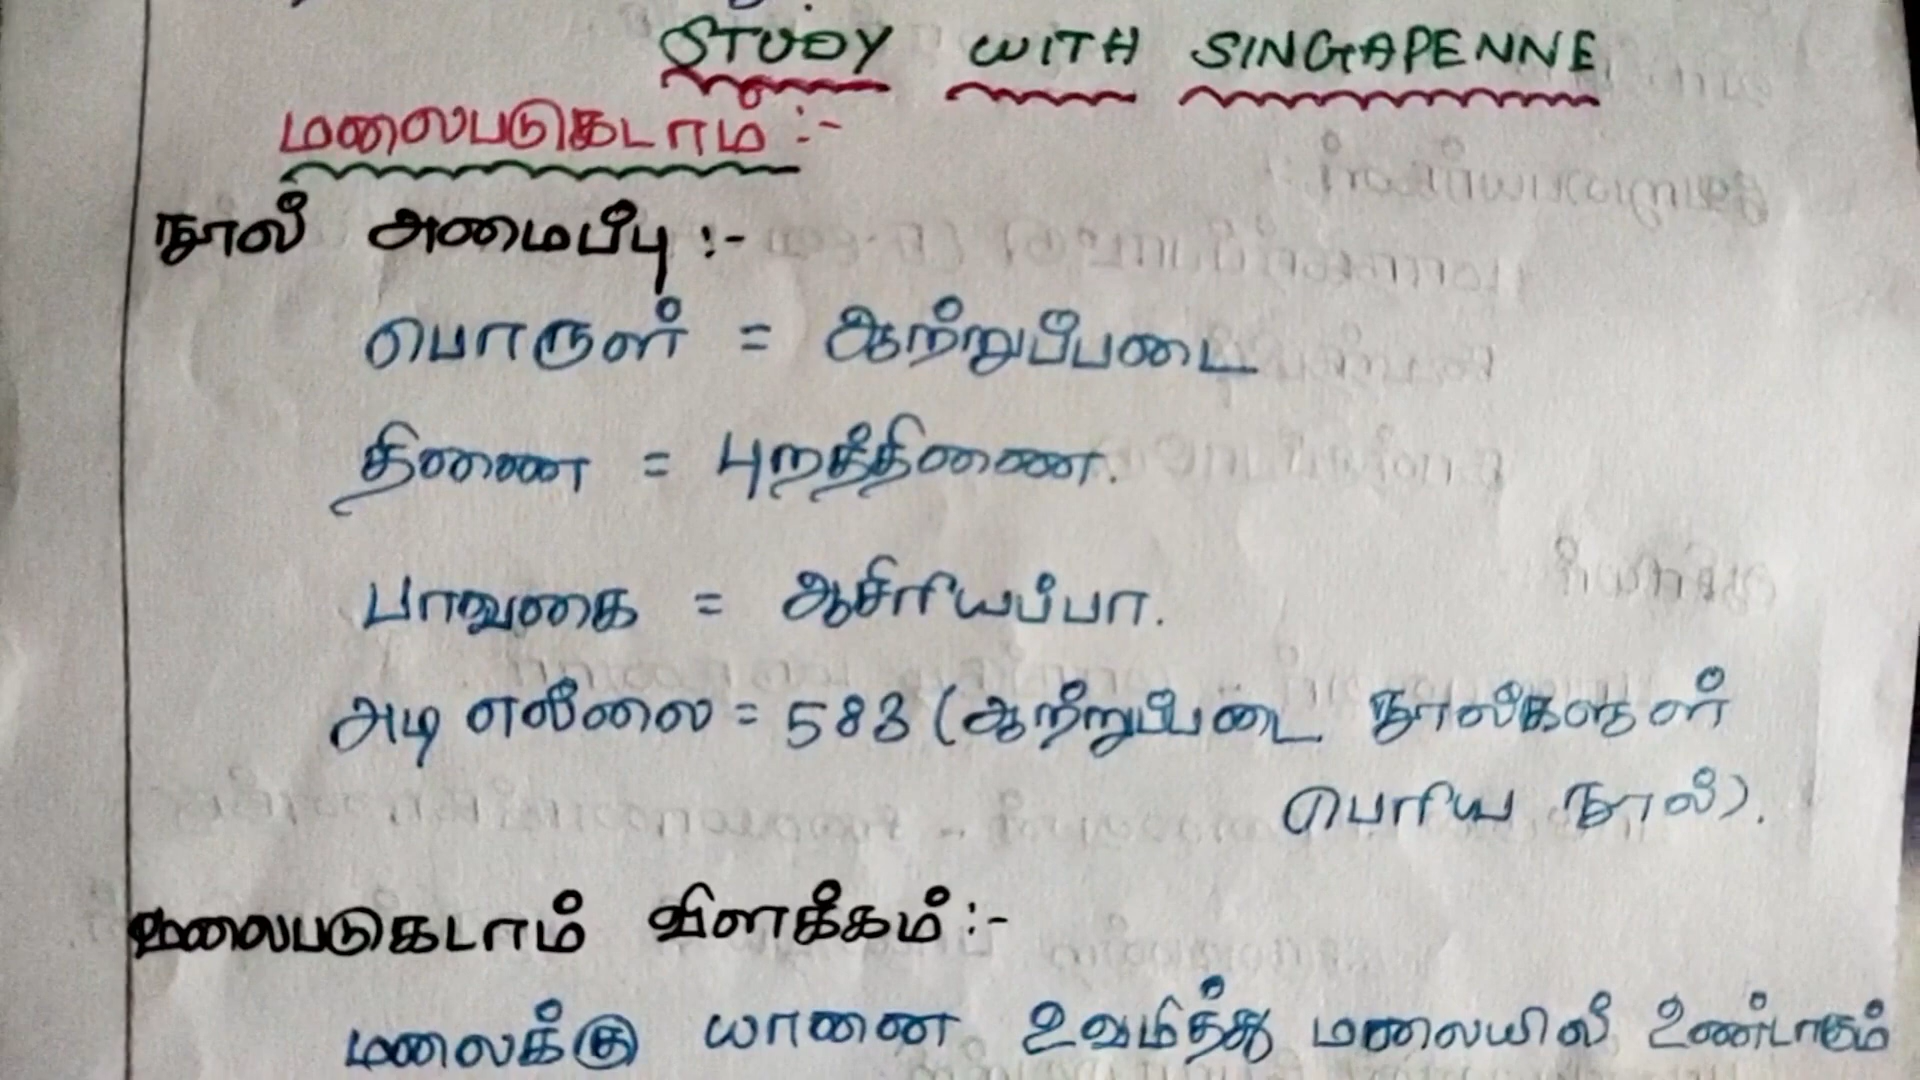 STUDY WITH SINGAPENNE
மலைபடுகடாம் :-
நூல் அமைப்பு :-
பொருள் = ஆற்றுப்படை
திணை = புறத்திணை.
பாவகை = ஆசிரியப்பா.
அடி எல்லை = 583 (ஆற்றுப்படை நூல்களுள்
பெரிய நூல்).
மலைபடுகடாம் விளக்கம் :-
மலைக்கு யானை உவமித்து மலையில் உண்டாகும்